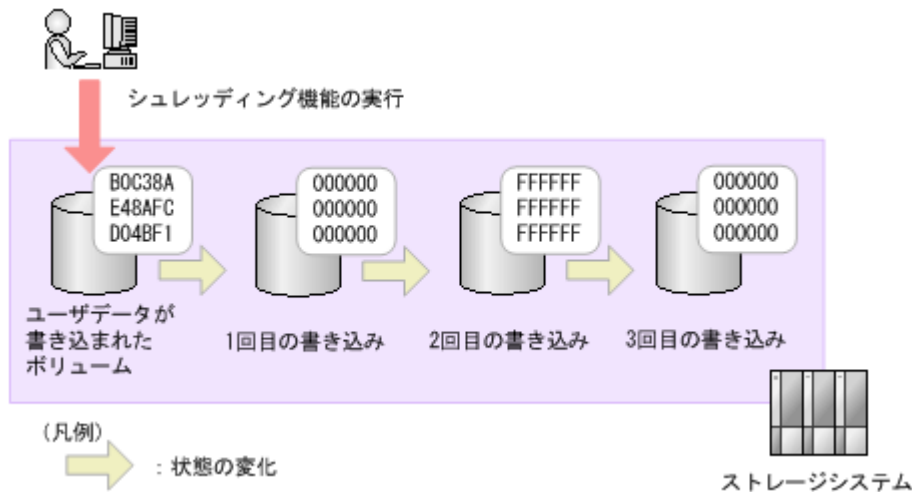 シュレッディング機能の実行
B0C38A
E48AFC
D04BF1
000000
000000
000000
FFFFFF
FFFFFF
FFFFFF
000000
000000
000000
ユーザデータが
書き込まれた
ボリューム
1回目の書き込み
2回目の書き込み
3回目の書き込み
(凡例)
：状態の変化
ストレージシステム